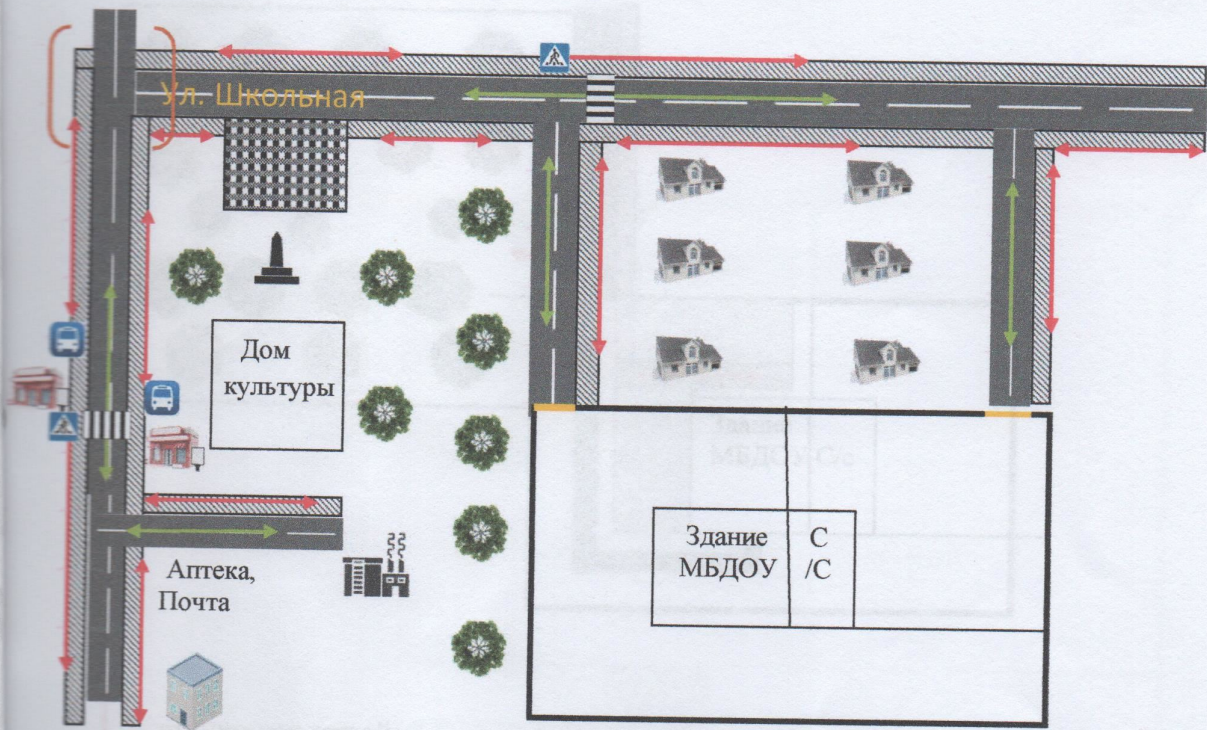 Ул. Школьная
Дом
культуры
Здание
МБДОУ
С
/С
Аптека,
Почта